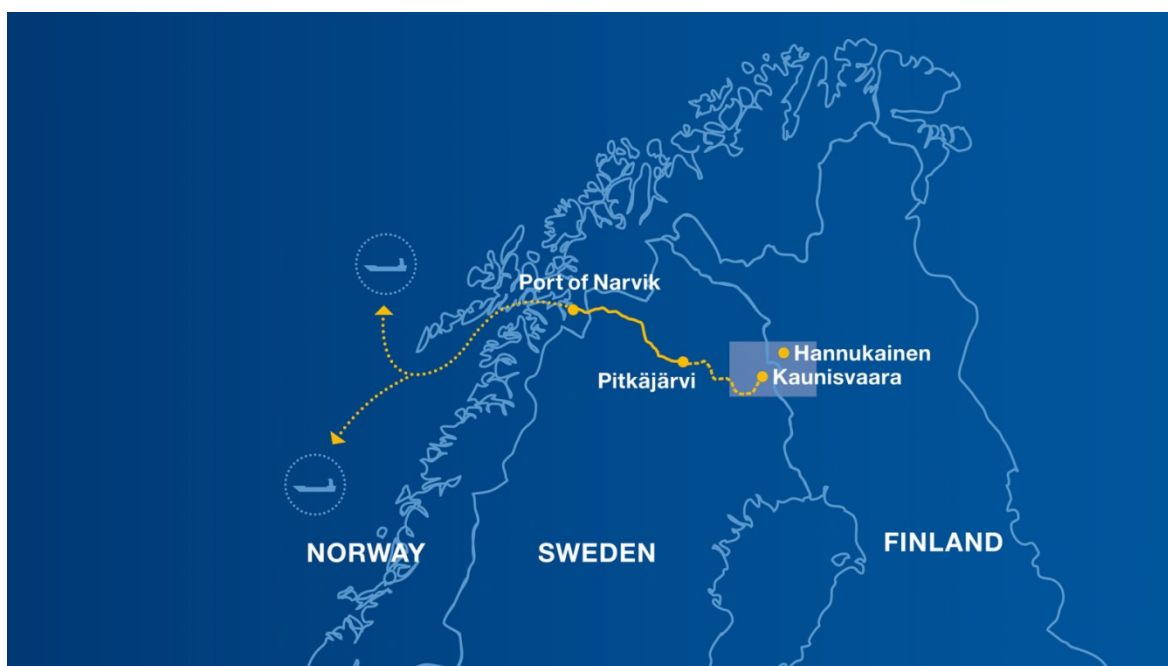 Port of Narvik
Hannukainen
Pitkäjärvi
Kaunisvaara
NORWAY
SWEDEN
FINLAND